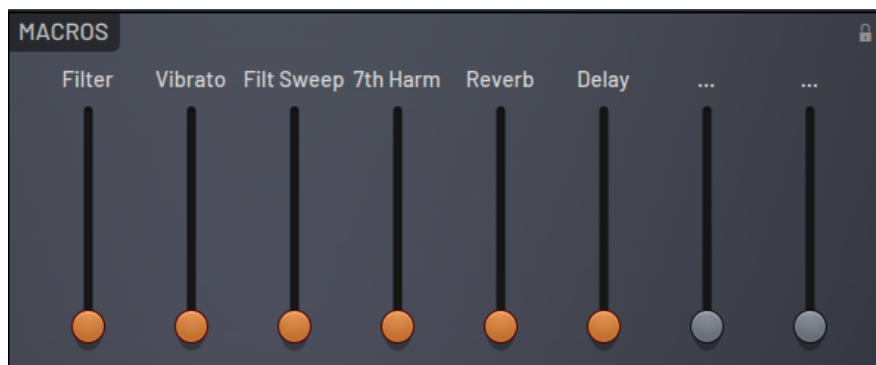 MACROS
Filter Vibrato Filt Sweep 7th Harm Reverb Delay ... ...